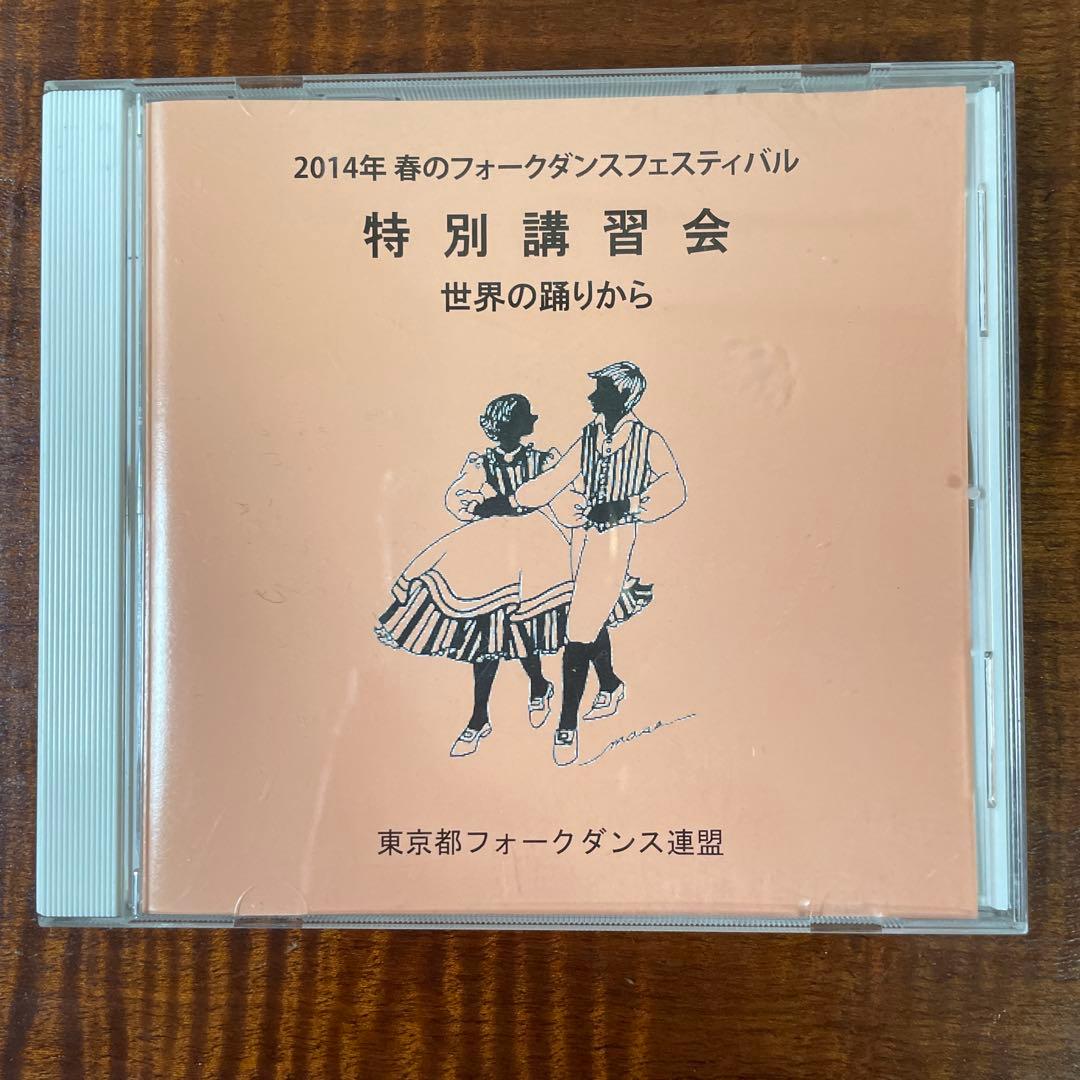 2014年 春のフォークダンスフェスティバル
特別講習会
世界の踊りから
masa
東京都フォークダンス連盟